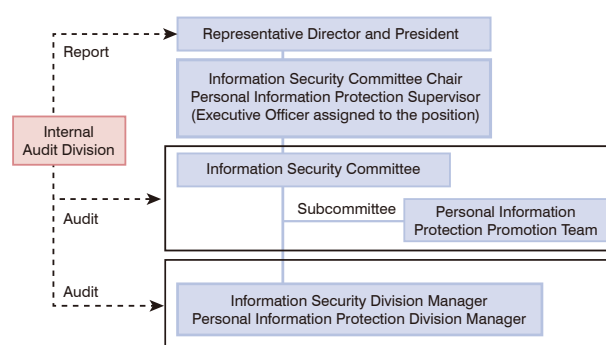 Representative Director and President
Report
Information Security Committee Chair
Personal Information Protection Supervisor
(Executive Officer assigned to the position)
Internal
Audit Division
Information Security Committee
Subcommittee
Personal Information
Protection Promotion Team
Audit
Audit
Information Security Division Manager
Personal Information Protection Division Manager